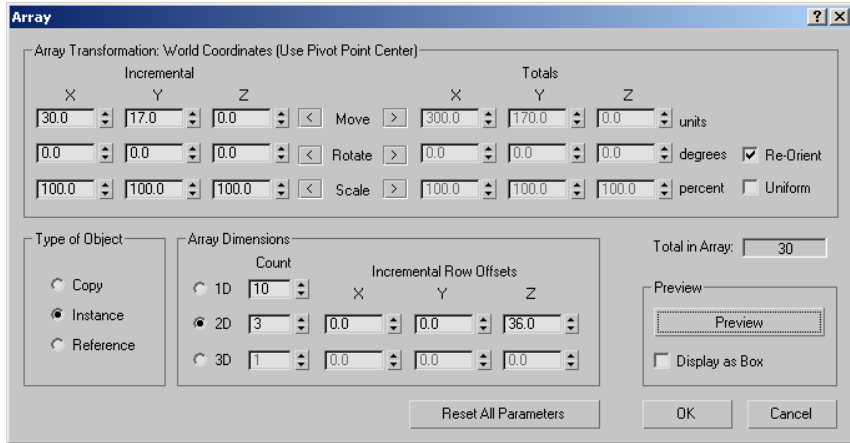 Array
Array Transformation: World Coordinates (Use Pivot Point Center)
Incremental Totals
X Y Z X Y Z
30.0 17.0 0.0 < Move > 300.0 170.0 0.0 units
0.0 0.0 0.0 < Rotate > 0.0 0.0 0.0 degrees Re-Orient
100.0 100.0 100.0 < Scale > 100.0 100.0 100.0 percent Uniform
Type of Object
Copy
Instance
Reference
Array Dimensions
Count
Incremental Row Offsets
1D 10 X Y Z
2D 3 0.0 0.0 36.0
3D 1 0.0 0.0 0.0
Total in Array: 30
Preview
Preview
Display as Box
Reset All Parameters OK Cancel